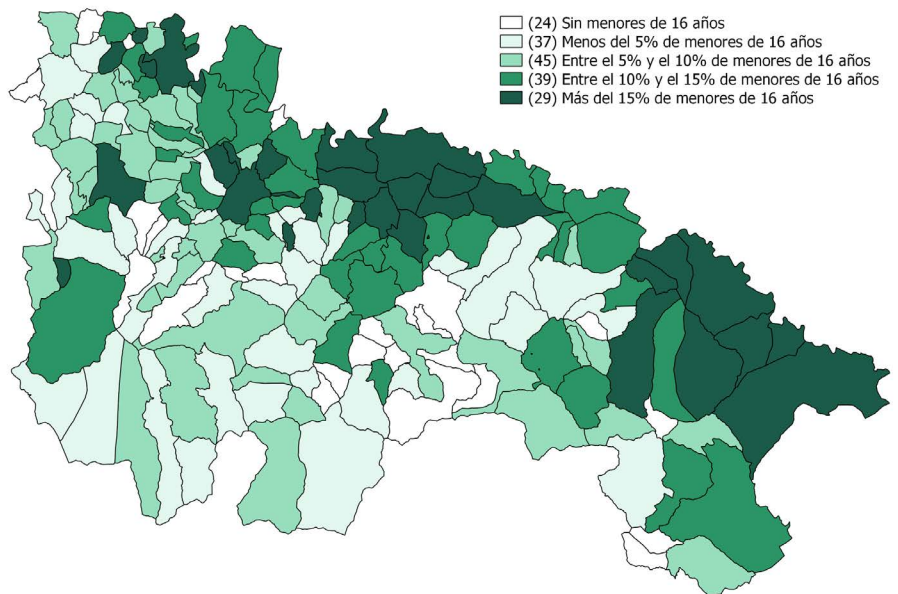 (24) Sin menores de 16 años
(37) Menos del 5% de menores de 16 años
(45) Entre el 5% y el 10% de menores de 16 años
(39) Entre el 10% y el 15% de menores de 16 años
(29) Más del 15% de menores de 16 años